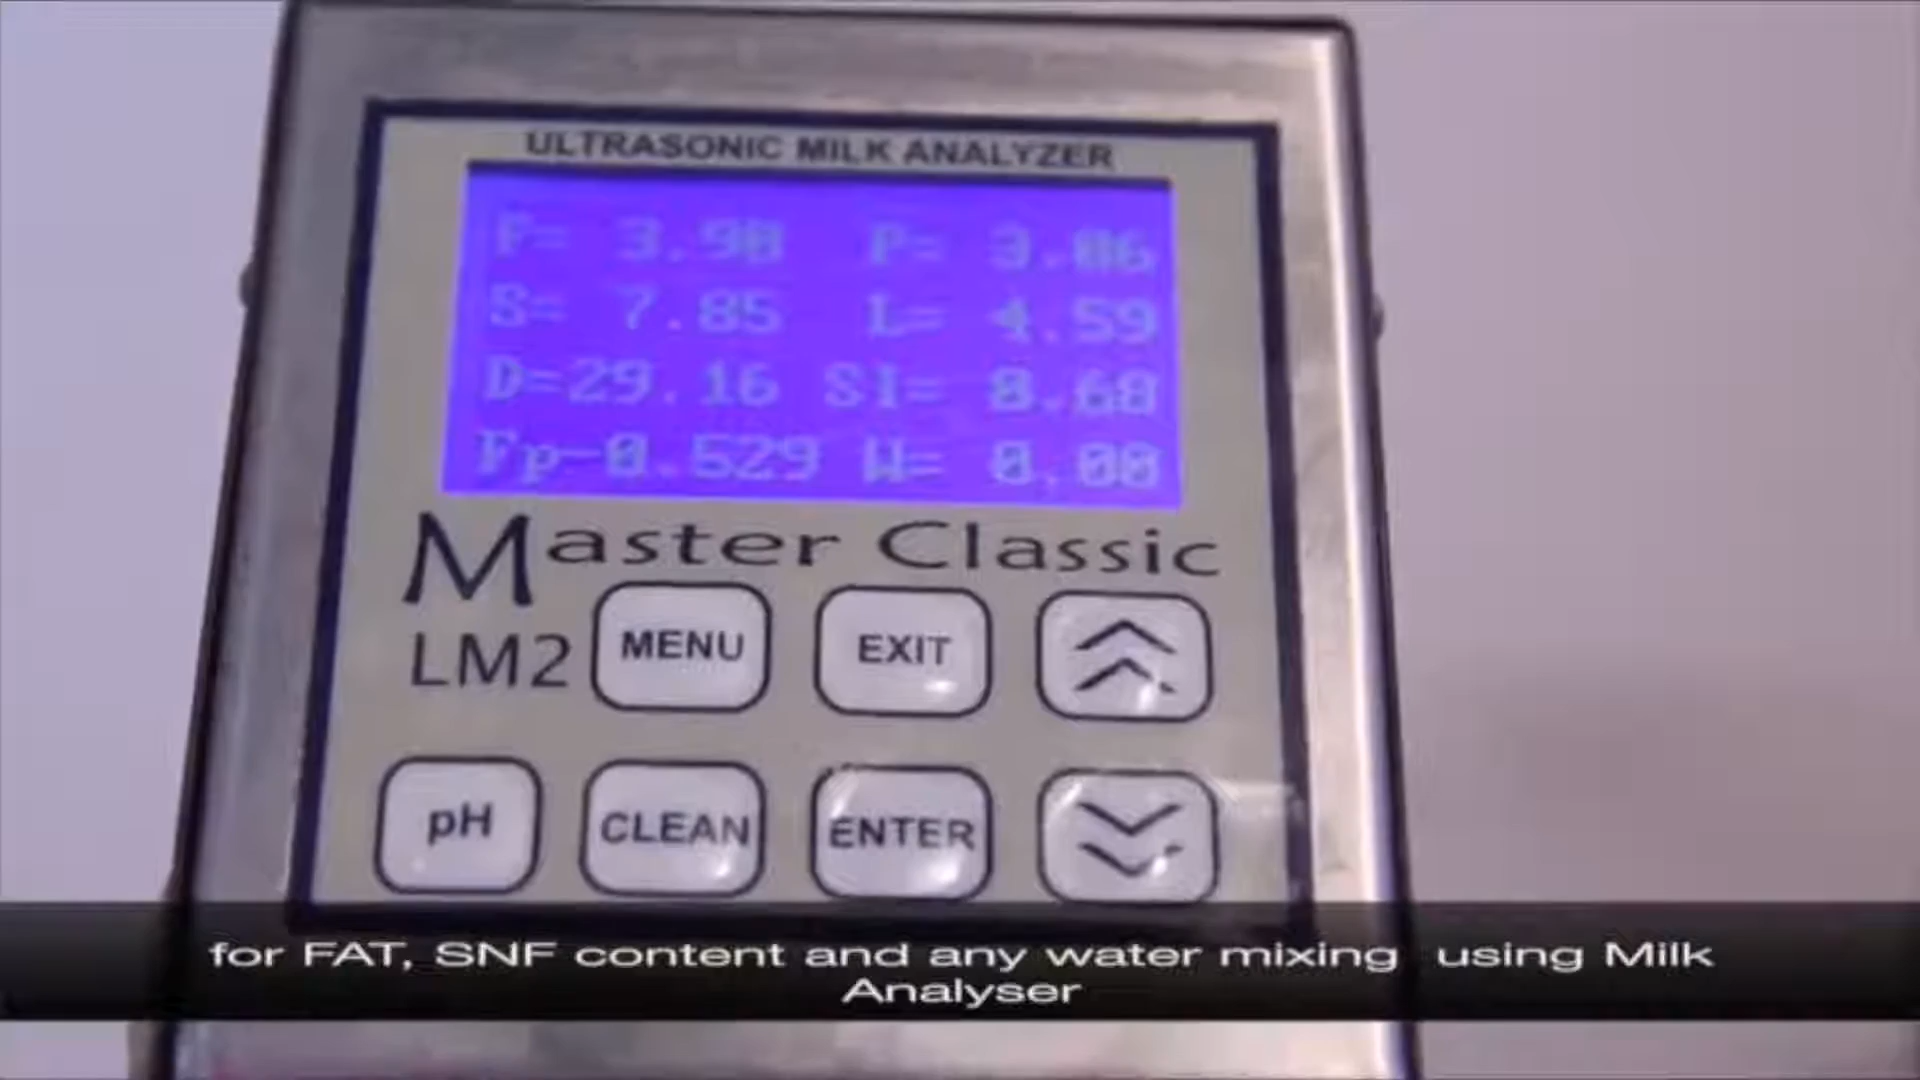 ULTRASONIC MILK ANALYZER
F= 3.98 P= 3.06
S= 7.85 L= 4.59
D=29.16 Sl= 0.68
Fp-0.529 W= 0.00
Master Classic
LM2 MENU EXIT
pH CLEAN ENTER
for FAT, SNF content and any water mixing using Milk
Analyser